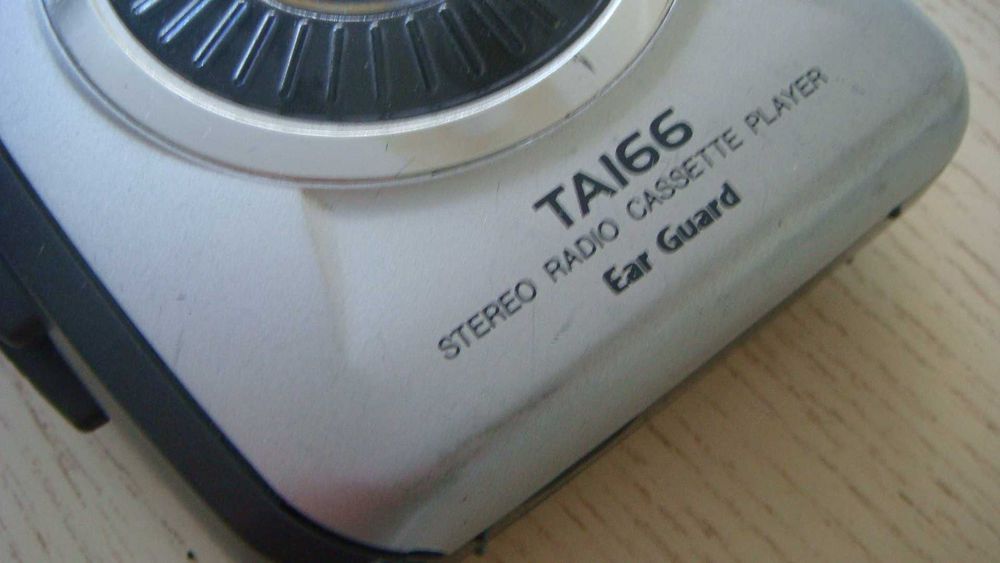 TA166
STEREO RADIO CASSETTE PLAYER
Ear Guard